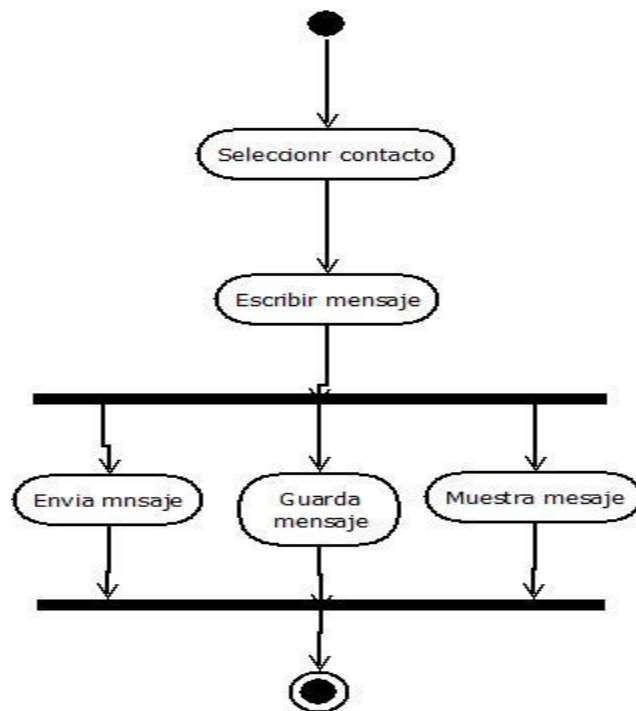 Seleccionr contacto
Escribir mensaje
Envia mnsaje
Guarda
mensaje
Muestra mesaje